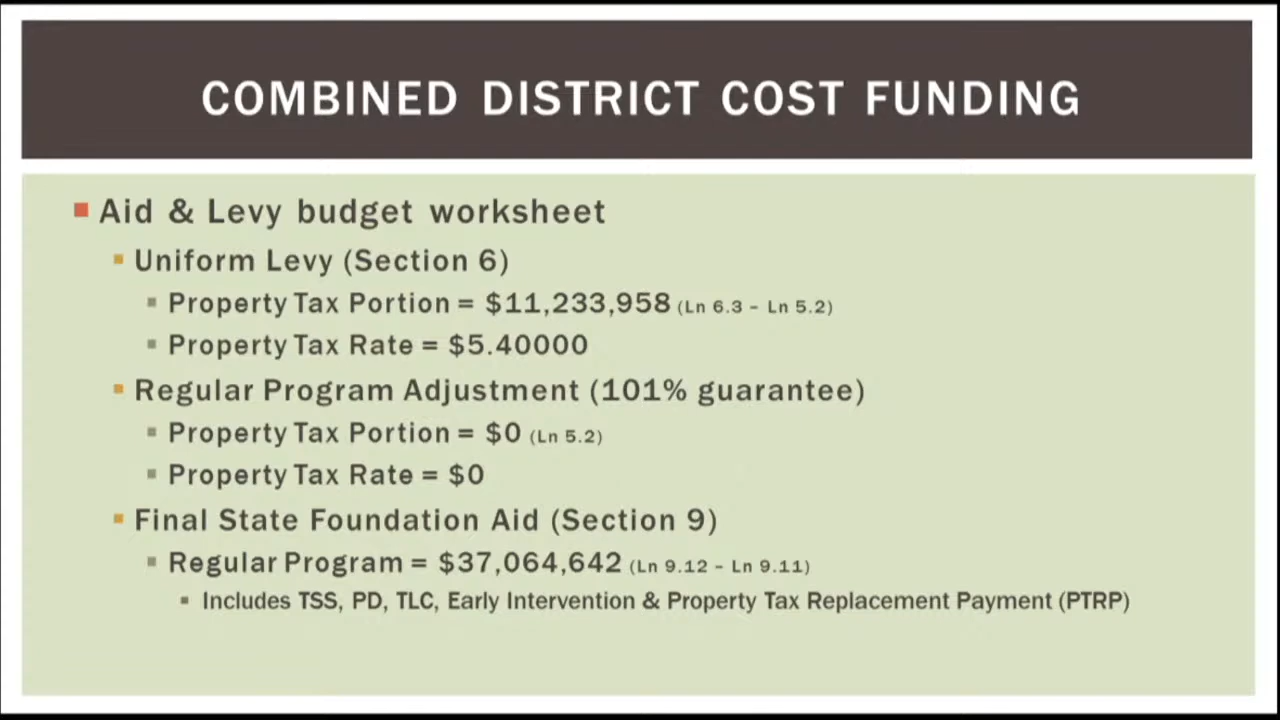 COMBINED DISTRICT COST FUNDING
Aid & Levy budget worksheet
Uniform Levy (Section 6)
Property Tax Portion = $11,233,958 (Ln 6.3 – Ln 5.2)
Property Tax Rate = $5.40000
Regular Program Adjustment (101% guarantee)
Property Tax Portion = $0 (Ln 5.2)
Property Tax Rate = $0
Final State Foundation Aid (Section 9)
Regular Program = $37,064,642 (Ln 9.12 – Ln 9.11)
Includes TSS, PD, TLC, Early Intervention & Property Tax Replacement Payment (PTRP)